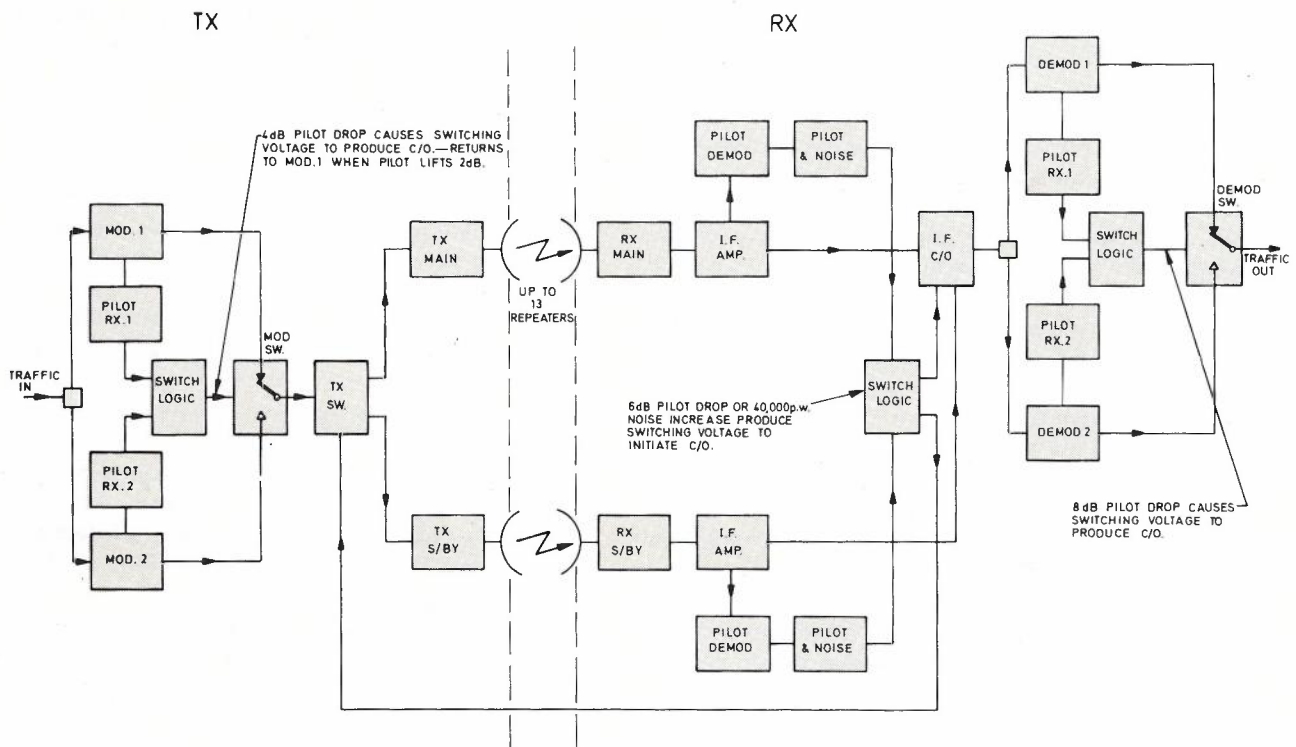 TX
RX
4dB PILOT DROP CAUSES SWITCHING
VOLTAGE TO PRODUCE C/O.—RETURNS
TO MOD.1 WHEN PILOT LIFTS 2dB.
TRAFFIC
IN
MOD. 1
PILOT
RX.1
SWITCH
LOGIC
PILOT
RX.2
MOD. 2
MOD
SW.
TX
SW.
TX
MAIN
TX
S/BY
UP TO
13
REPEATERS
RX
MAIN
I.F.
AMP.
PILOT
DEMOD
PILOT
& NOISE
I.F.
C/O
SWITCH
LOGIC
6dB PILOT DROP OR 40,000p.w.
NOISE INCREASE PRODUCE
SWITCHING VOLTAGE TO
INITIATE C/O.
RX
S/BY
I.F.
AMP.
PILOT
DEMOD
PILOT
& NOISE
DEMOD 1
PILOT
RX.1
SWITCH
LOGIC
PILOT
RX.2
DEMOD 2
DEMOD
SW.
TRAFFIC
OUT
8dB PILOT DROP CAUSES
SWITCHING VOLTAGE TO
PRODUCE C/O.